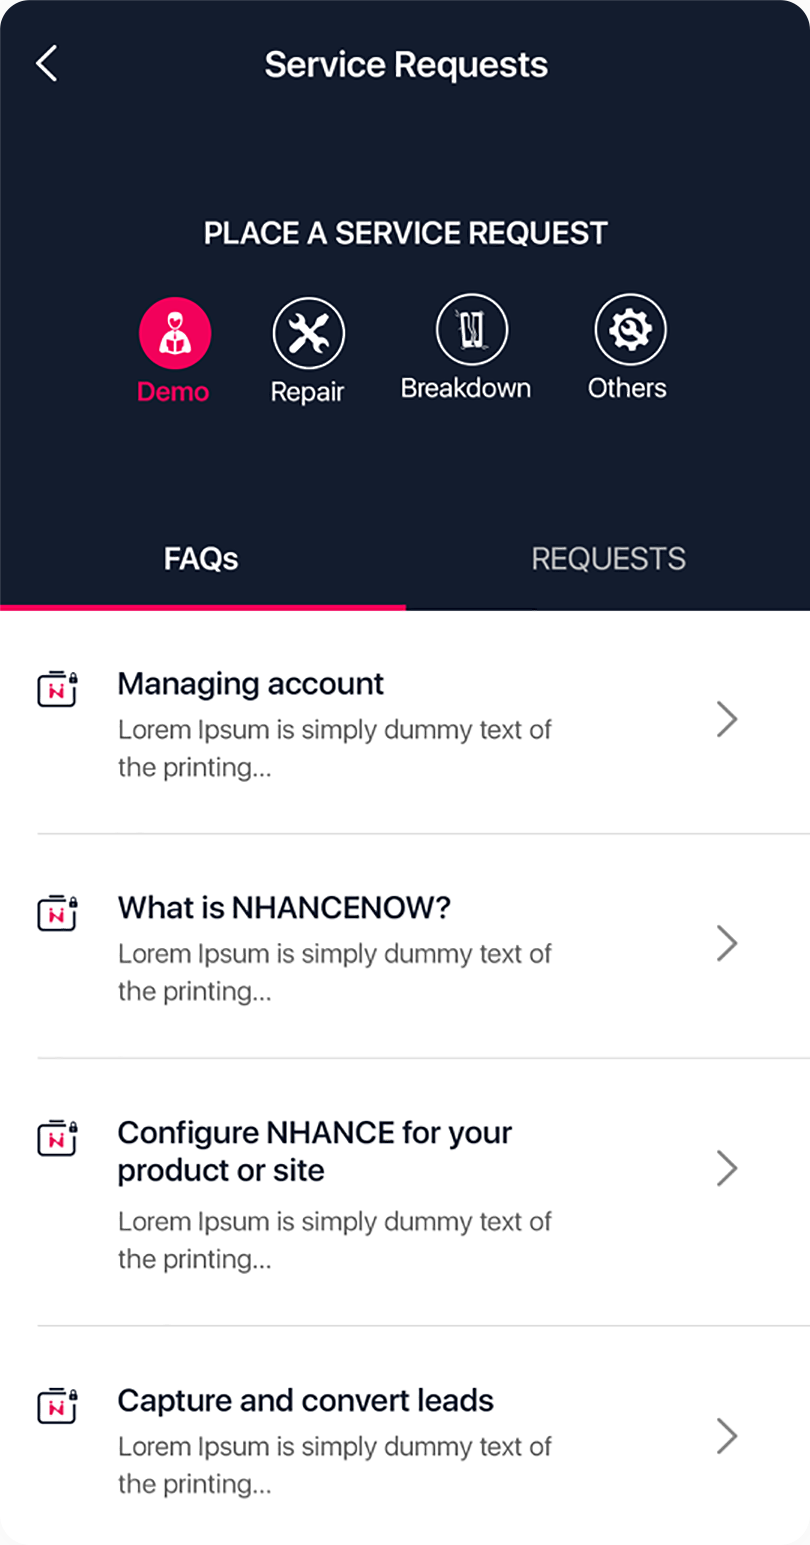 Service Requests
PLACE A SERVICE REQUEST
Demo
Repair
Breakdown
Others
FAQs
REQUESTS
Managing account
Lorem Ipsum is simply dummy text of
the printing...
What is NHANCENOW?
Lorem Ipsum is simply dummy text of
the printing...
Configure NHANCE for your
product or site
Lorem Ipsum is simply dummy text of
the printing...
Capture and convert leads
Lorem Ipsum is simply dummy text of
the printing...